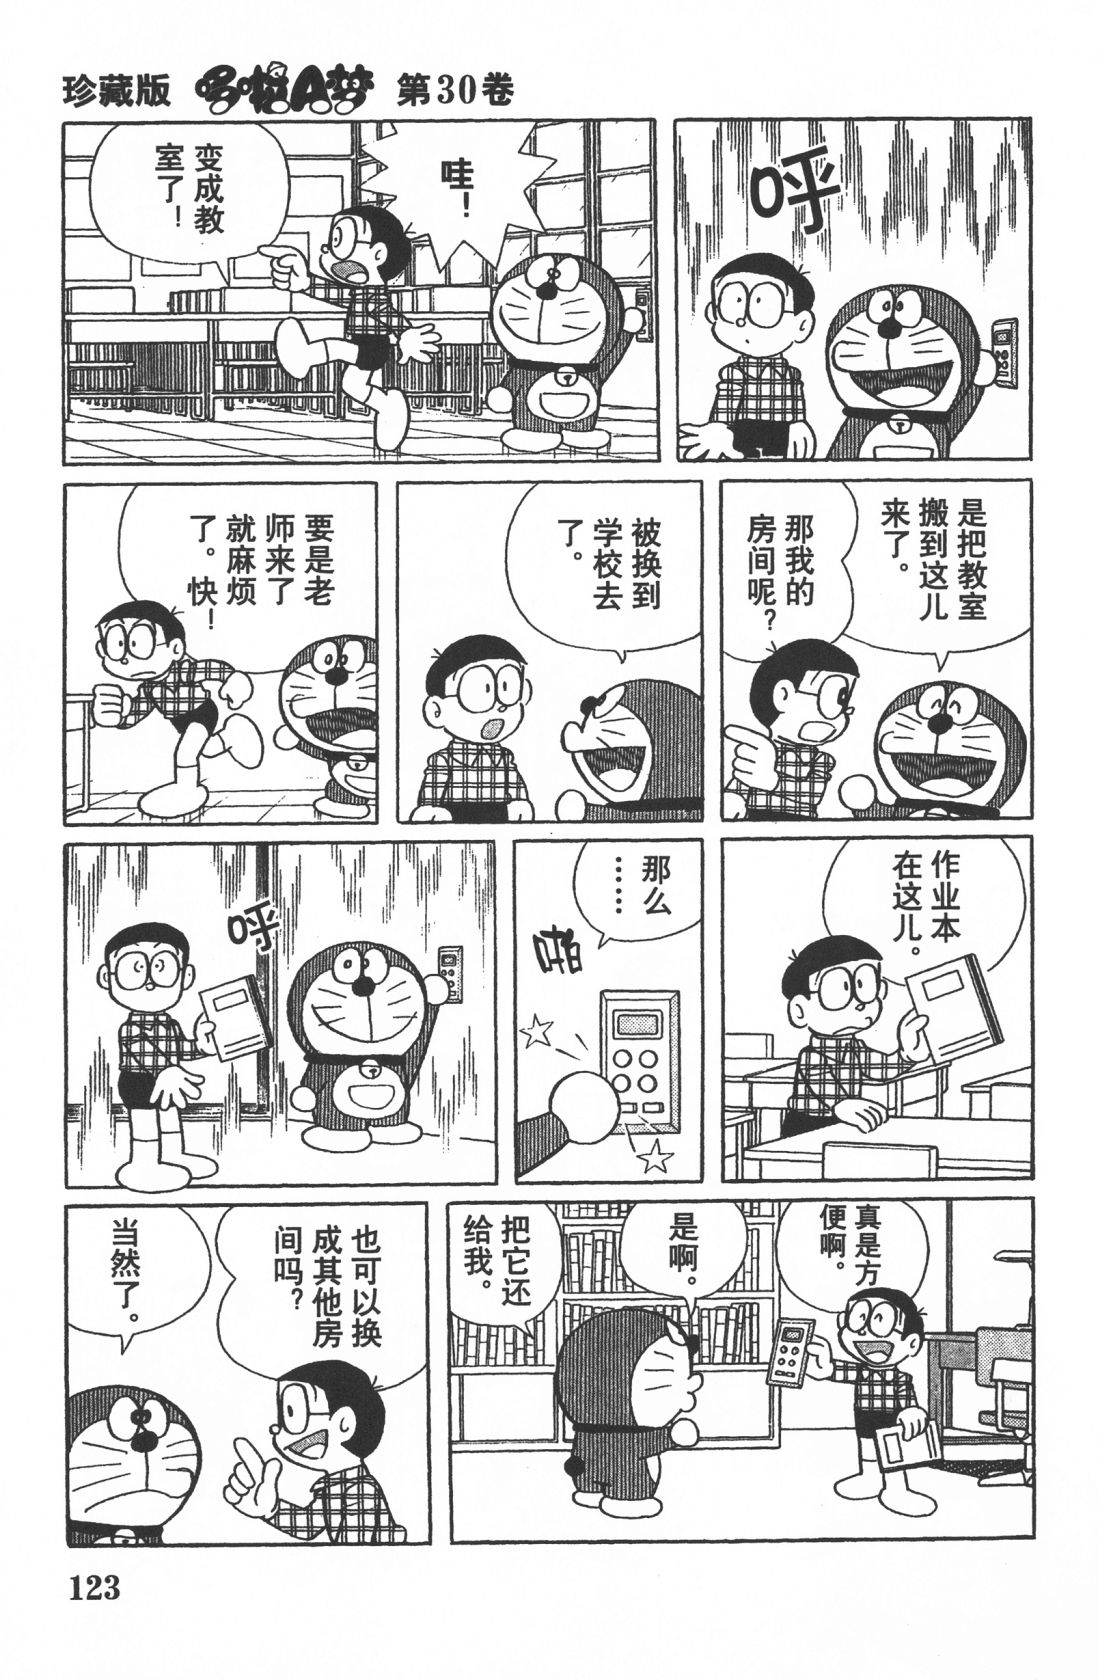 珍藏版 哆啦A梦 第30卷
呼
哇！
变成教
室了！
是把教室
搬到这儿
来了。
那我的
房间呢？
被换到
学校去
了。
要是老
师来了
就麻烦
了。快！
作业本
在这儿。
那么
……
啪
呼
真是方
便啊。
是啊。
把它还
给我。
也可以换
成其他房
间吗？
当然了。
123